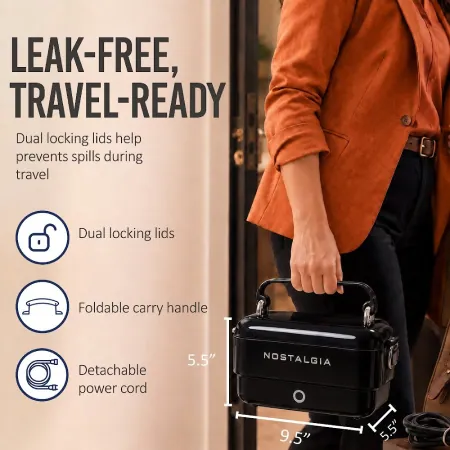 LEAK-FREE,
TRAVEL-READY
Dual locking lids help
prevents spills during
travel
Dual locking lids
Foldable carry handle
Detachable
power cord
5.5”
NOSTALGIA
9.5”
5.5”